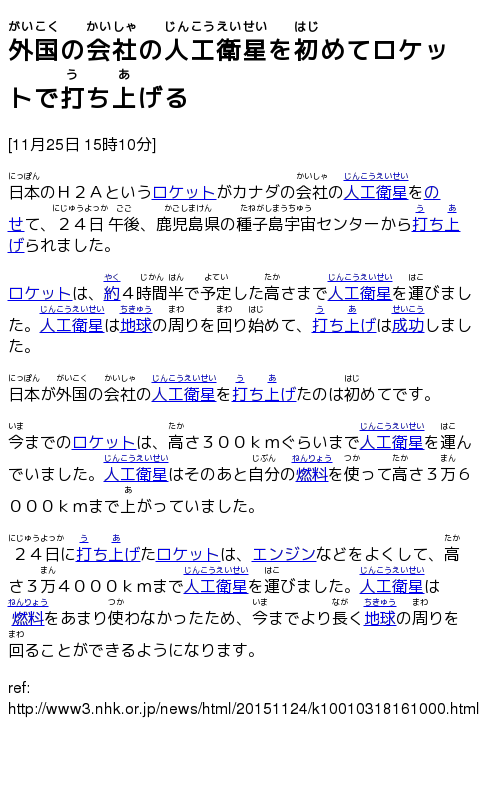 外国の会社の人工衛星を初めてロケッ
トで打ち上げる
[11月25日 15時10分]
日本のＨ２Ａというロケットがカナダの会社の人工衛星をの
せて、２４日午後、鹿児島県の種子島宇宙センターから打ち上
げられました。
ロケットは、約４時間半で予定した高さまで人工衛星を運びまし
た。人工衛星は地球の周りを回り始めて、打ち上げは成功しまし
た。
日本が外国の会社の人工衛星を打ち上げたのは初めてです。
今までのロケットは、高さ３００ｋｍぐらいまで人工衛星を運ん
でいました。人工衛星はそのあと自分の燃料を使って高さ３万６
０００ｋｍまで上がっていました。
２４日に打ち上げたロケットは、エンジンなどをよくして、高
さ３万４０００ｋｍまで人工衛星を運びました。人工衛星は
燃料をあまり使わなかったため、今までより長く地球の周りを
回ることができるようになります。
ref:
http://www3.nhk.or.jp/news/html/20151124/k10010318161000.html